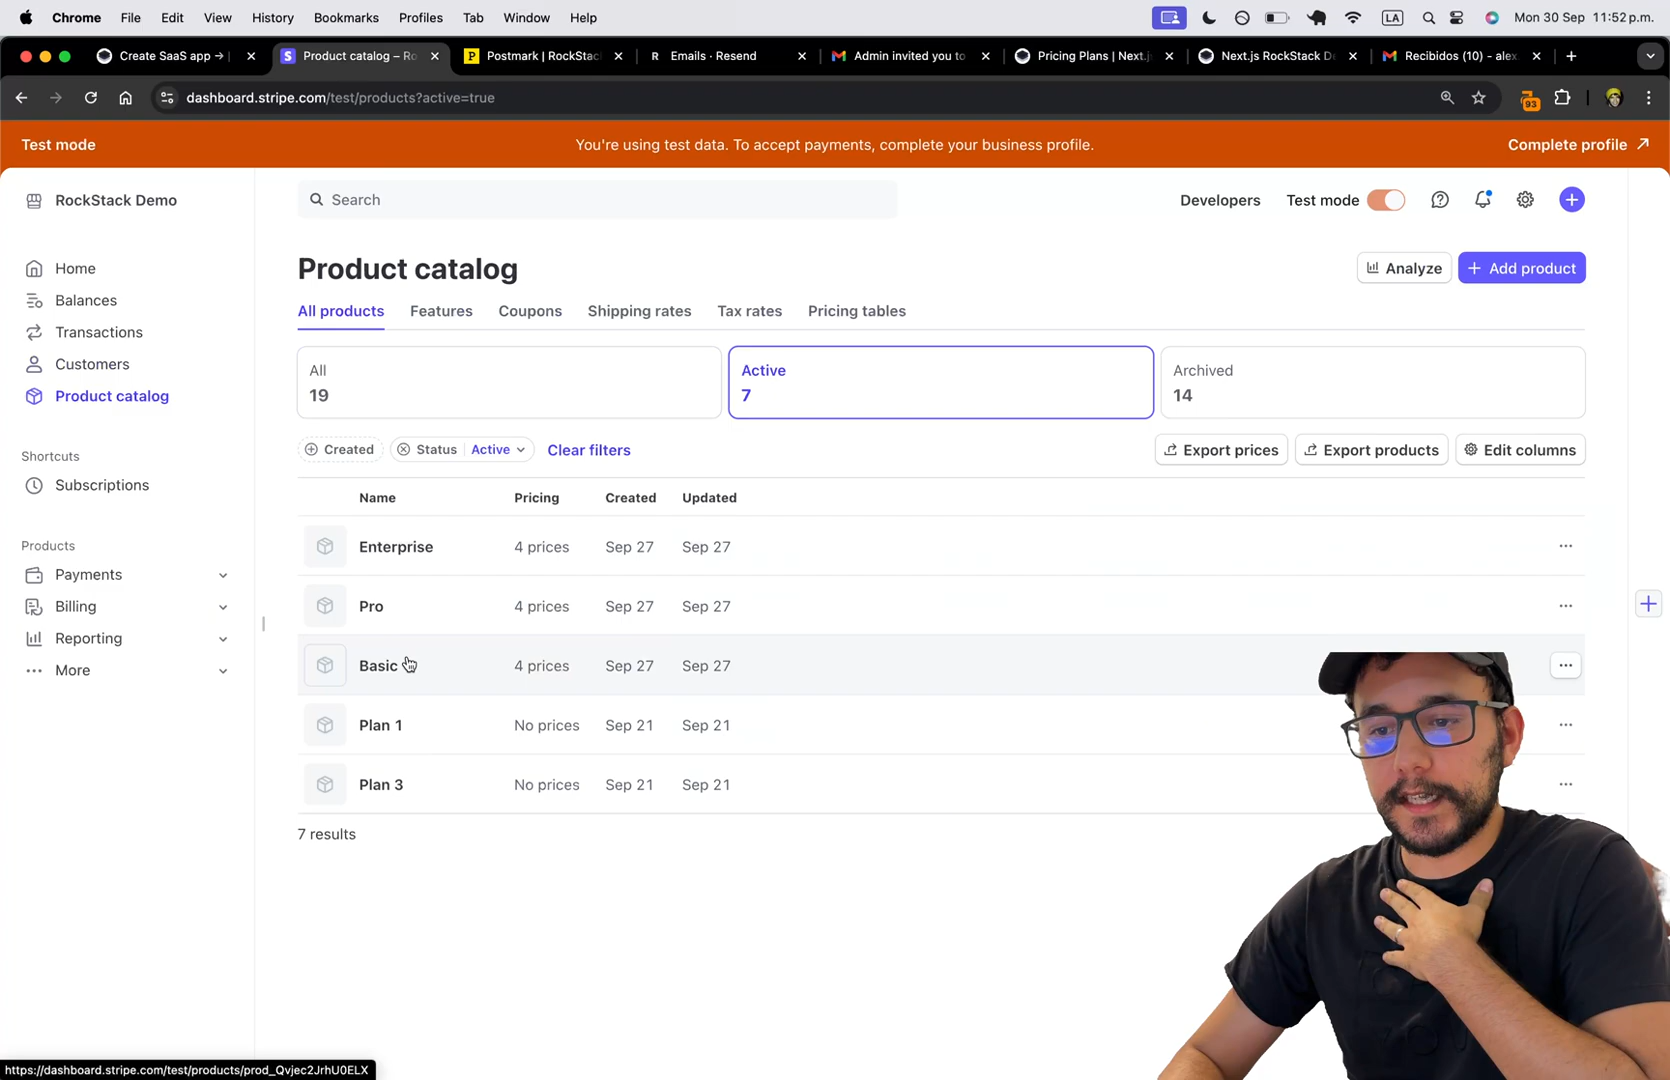 Chrome File Edit View History Bookmarks Profiles Tab Window Help LA Mon 30 Sep 11:52 p.m.
Create SaaS app → Product catalog – Ro Postmark | RockStac Emails · Resend Admin invited you to Pricing Plans | Next.j Next.js RockStack De Recibidos (10) - alex
dashboard.stripe.com/test/products?active=true 93
Test mode You're using test data. To accept payments, complete your business profile. Complete profile
RockStack Demo
Search
Developers Test mode
Home
Balances
Transactions
Customers
Product catalog
Shortcuts
Subscriptions
Products
Payments
Billing
Reporting
More
Product catalog
Analyze
Add product
All products Features Coupons Shipping rates Tax rates Pricing tables
All
19
Active
7
Archived
14
Created Status Active Clear filters
Export prices Export products Edit columns
Name Pricing Created Updated
Enterprise 4 prices Sep 27 Sep 27
Pro 4 prices Sep 27 Sep 27
Basic 4 prices Sep 27 Sep 27
Plan 1 No prices Sep 21 Sep 21
Plan 3 No prices Sep 21 Sep 21
7 results
https://dashboard.stripe.com/test/products/prod_Qvjec2JrhU0ELX